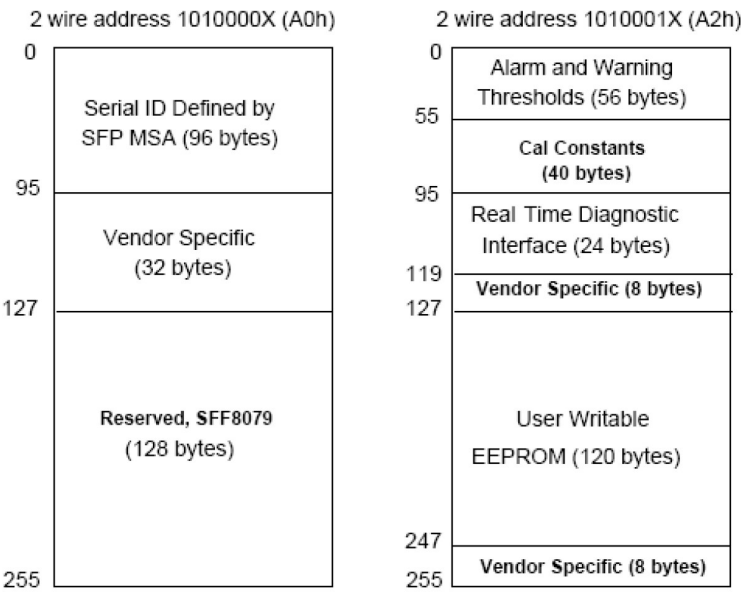 2 wire address 1010000X (A0h)
0
Serial ID Defined by
SFP MSA (96 bytes)
95
Vendor Specific
(32 bytes)
127
Reserved, SFF8079
(128 bytes)
255
2 wire address 1010001X (A2h)
0
Alarm and Warning
Thresholds (56 bytes)
55
Cal Constants
(40 bytes)
95
Real Time Diagnostic
Interface (24 bytes)
119
Vendor Specific (8 bytes)
127
User Writable
EEPROM (120 bytes)
247
Vendor Specific (8 bytes)
255